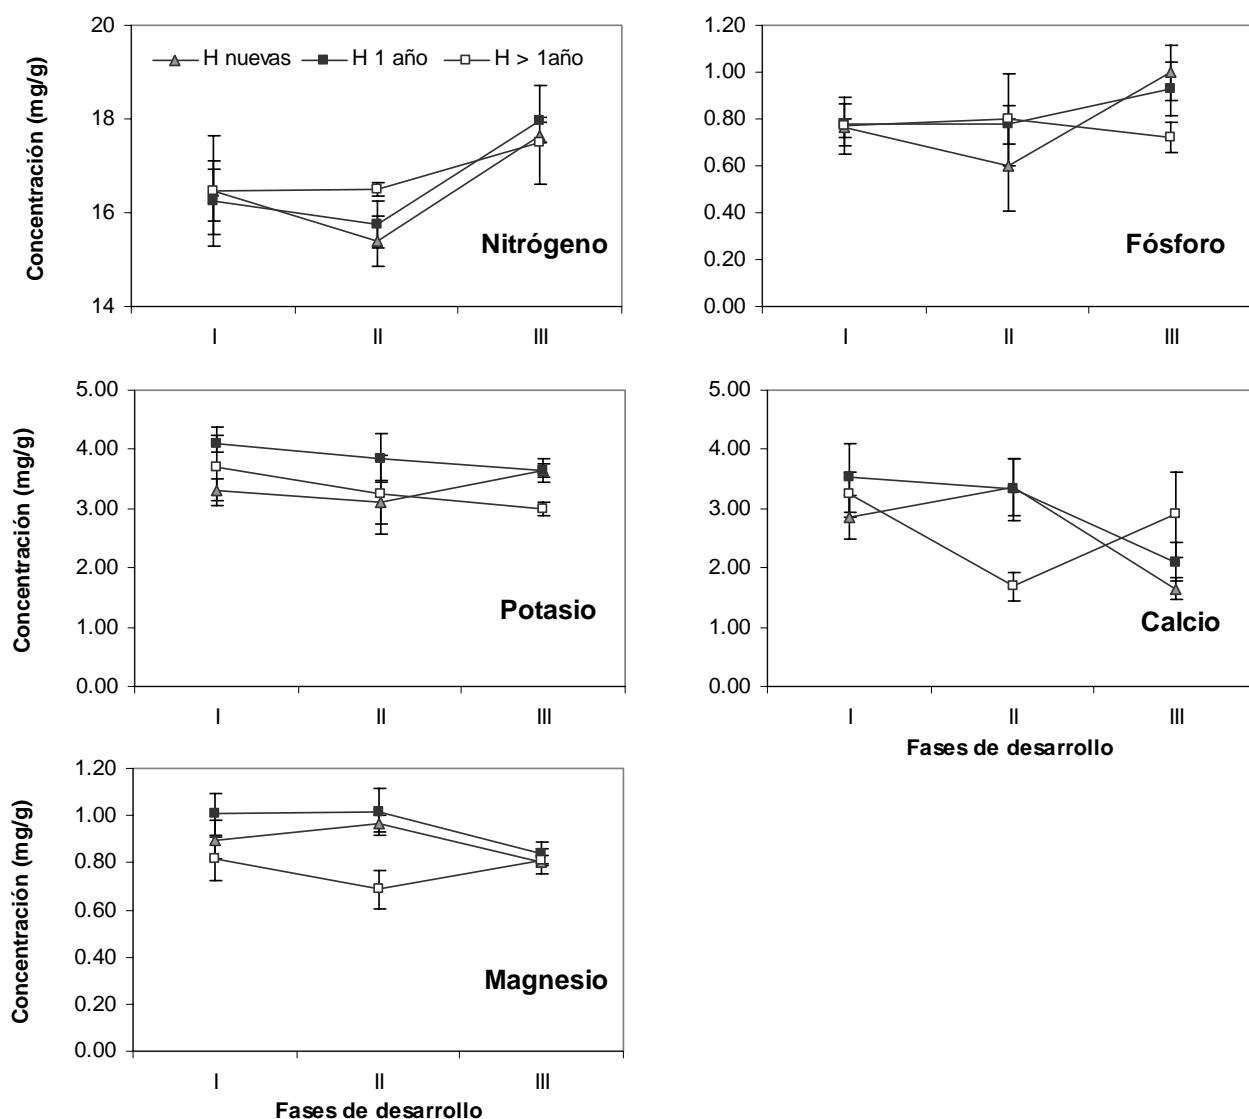 20
18
16
14
Concentración (mg/g)
H nuevas H 1 año H > 1año
Nitrógeno
I II III
1.20
1.00
0.80
0.60
0.40
0.20
0.00
Fósforo
I II III
5.00
4.00
3.00
2.00
1.00
0.00
Concentración (mg/g)
Potasio
I II III
5.00
4.00
3.00
2.00
1.00
0.00
Calcio
I II III
Fases de desarrollo
1.20
1.00
0.80
0.60
0.40
0.20
0.00
Concentración (mg/g)
Magnesio
I II III
Fases de desarrollo